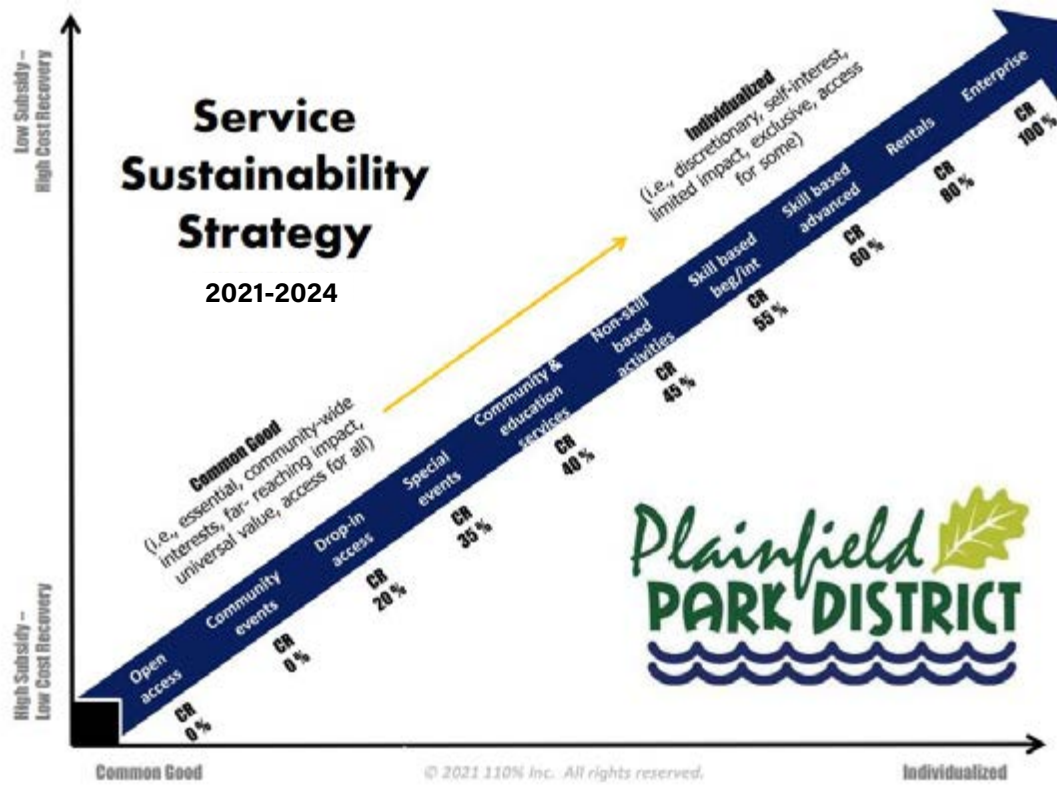 Low Subsidy –
High Cost Recovery
High Subsidy –
Low Cost Recovery
Service
Sustainability
Strategy
2021-2024
Common Good
(i.e., essential, community-wide
interests, far- reaching impact,
universal value, access for all)
Individualized
(i.e., discretionary, self-interest,
limited impact, exclusive, access
for some)
Open
access
CR
0%
Community
events
CR
0%
Drop-in
access
CR
20%
Special
events
CR
35%
Community &
education
services
CR
40%
Non-skill
based
activities
CR
45%
Skill based
beg/int
CR
55%
Skill based
advanced
CR
60%
Rentals
CR
80%
Enterprise
CR
100%
Plainfield
PARK DISTRICT
Common Good
© 2021 110% Inc. All rights reserved.
Individualized